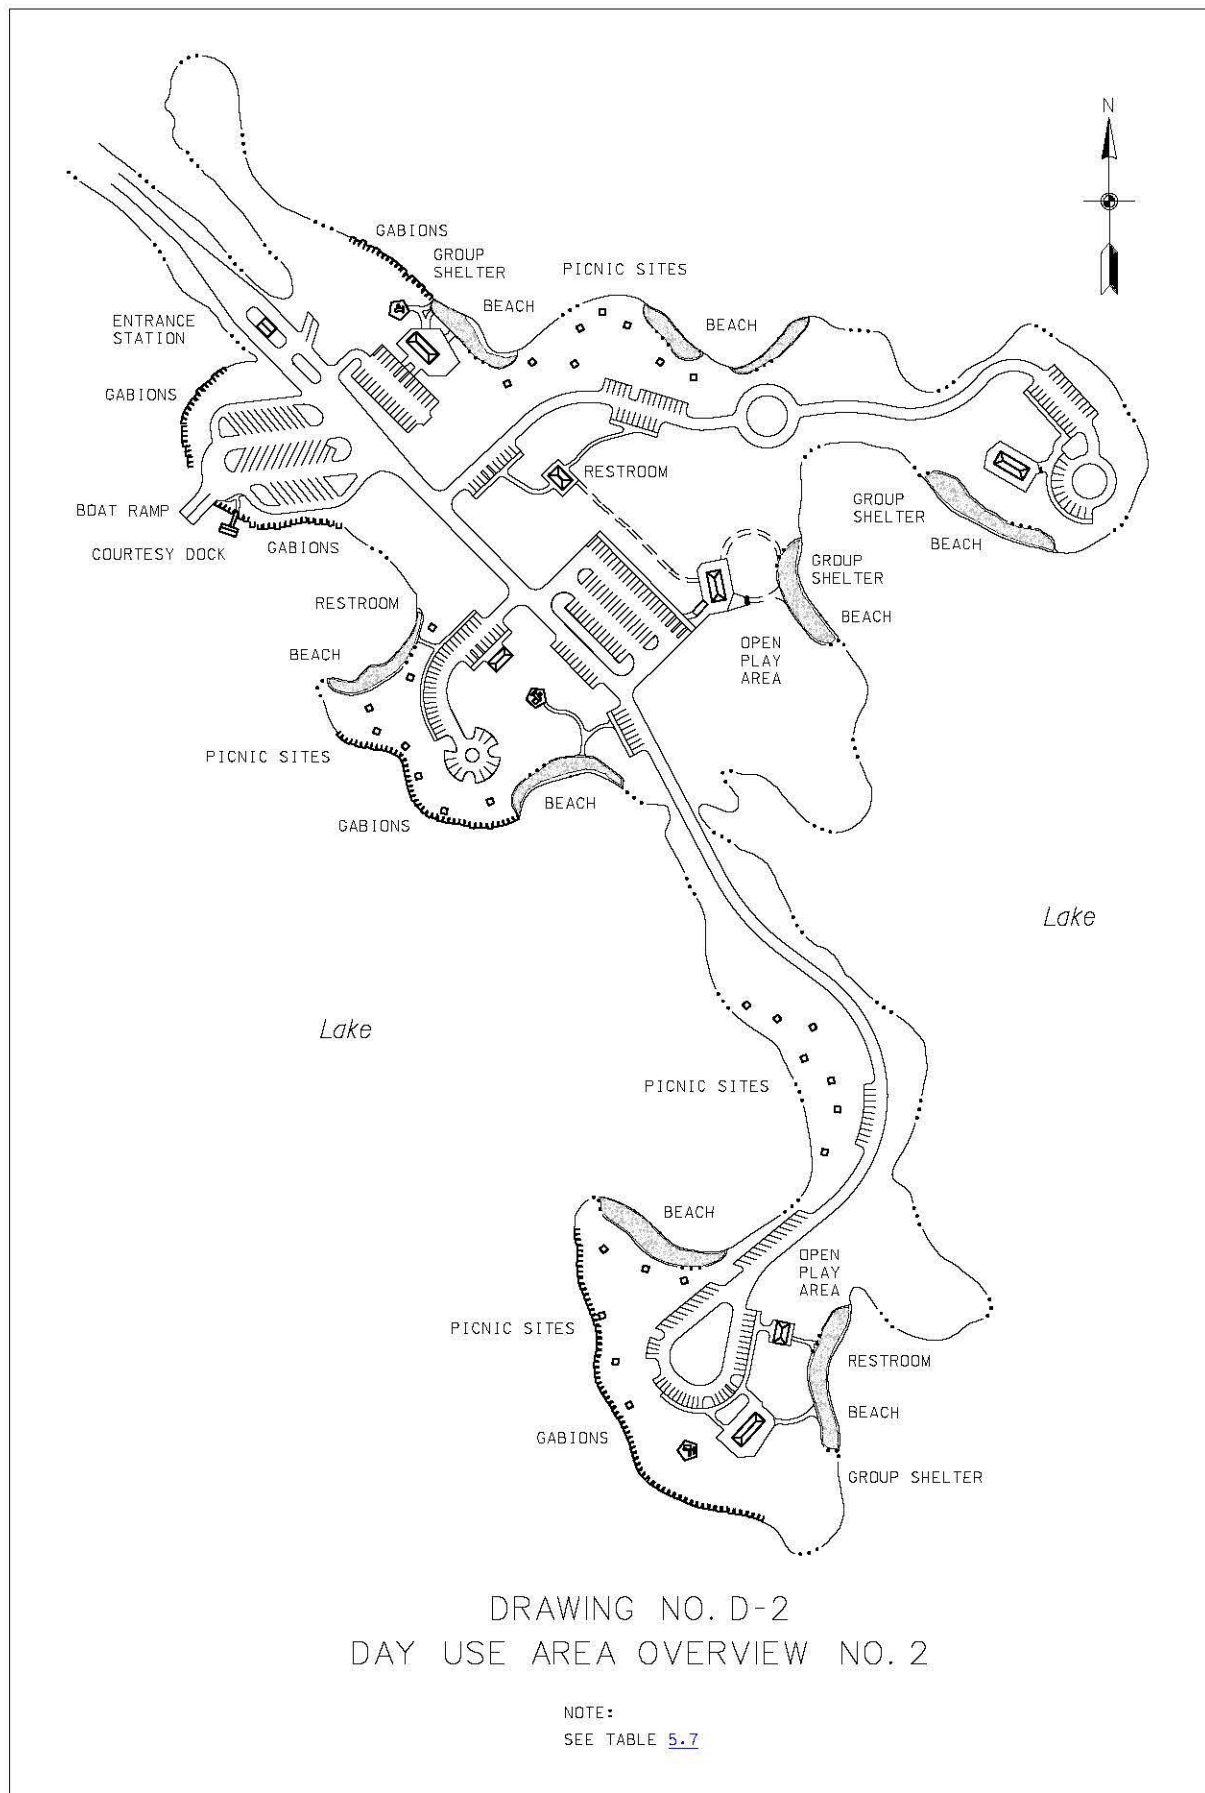 N
GABIONS
GROUP
SHELTER
PICNIC SITES
BEACH
BEACH
ENTRANCE
STATION
GABIONS
RESTROOM
GROUP
SHELTER
BEACH
BOAT RAMP
COURTESY DOCK
GABIONS
GROUP
SHELTER
BEACH
RESTROOM
BEACH
OPEN
PLAY
AREA
PICNIC SITES
BEACH
GABIONS
Lake
Lake
PICNIC SITES
BEACH
OPEN
PLAY
AREA
PICNIC SITES
RESTROOM
BEACH
GABIONS
GROUP SHELTER
DRAWING NO. D-2
DAY USE AREA OVERVIEW NO. 2
NOTE:
SEE TABLE 5.7